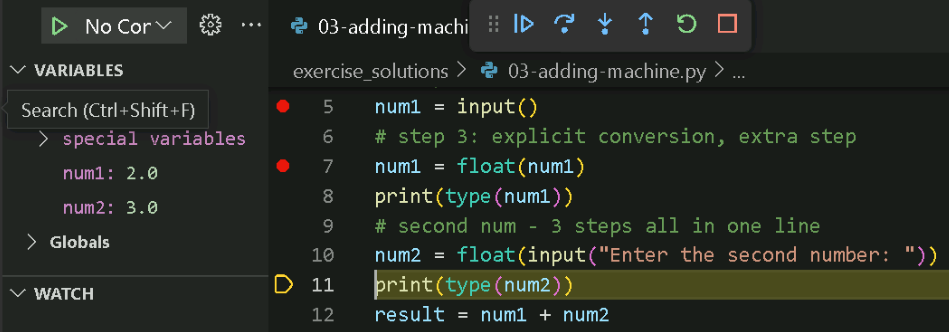 No Cor
03-adding-machi
VARIABLES
exercise_solutions > 03-adding-machine.py > ...
Search (Ctrl+Shift+F)
special variables
num1: 2.0
num2: 3.0
Globals
WATCH
5 num1 = input()
6 # step 3: explicit conversion, extra step
7 num1 = float(num1)
8 print(type(num1))
9 # second num - 3 steps all in one line
10 num2 = float(input("Enter the second number: "))
11 print(type(num2))
12 result = num1 + num2